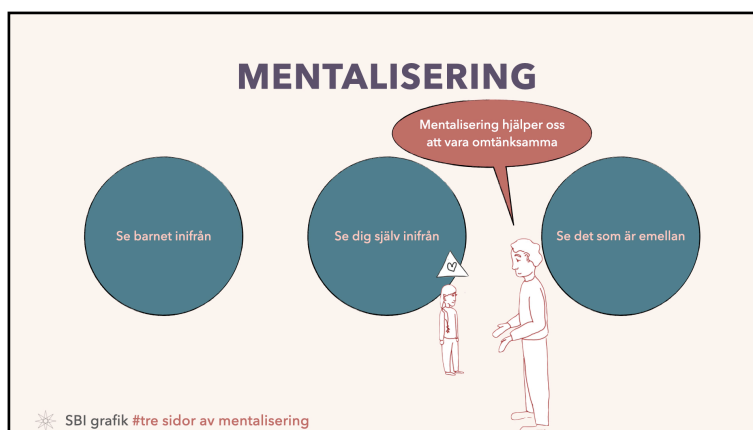 MENTALISERING
Mentalisering hjälper oss
att vara omtänksamma
Se barnet inifrån
Se dig själv inifrån
Se det som är emellan
SBI grafik #tre sidor av mentalisering